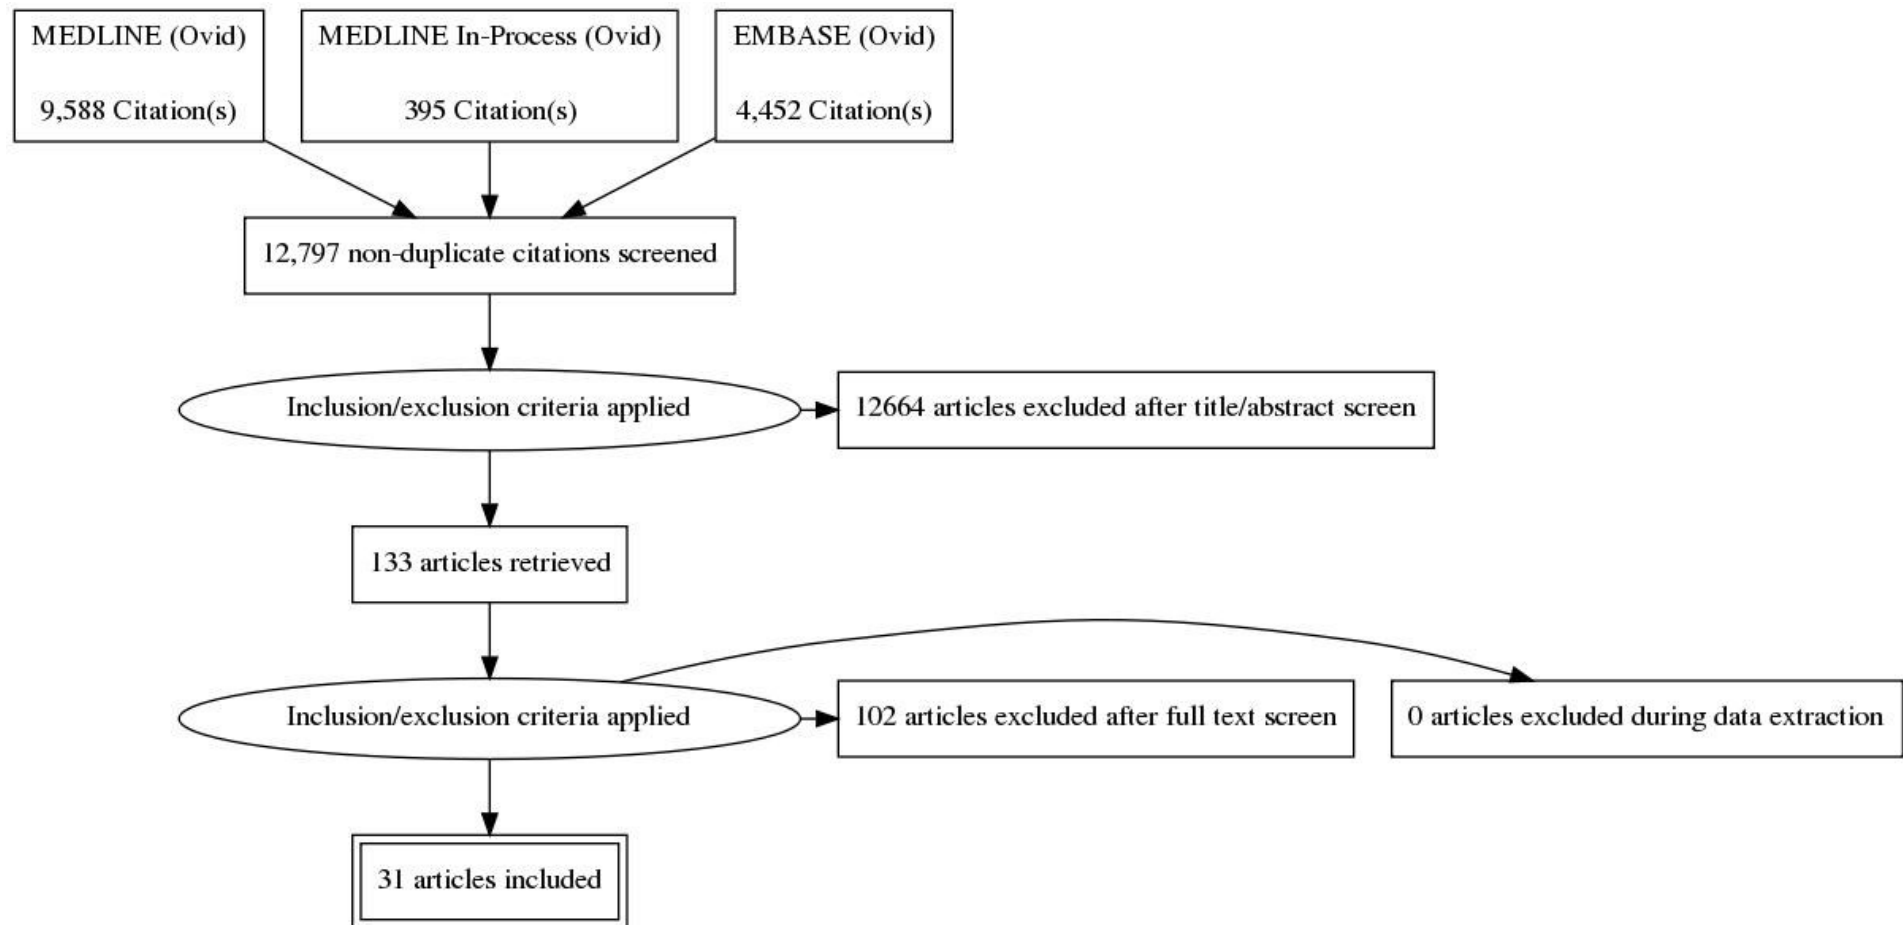 MEDLINE (Ovid)
9,588 Citation(s)
MEDLINE In-Process (Ovid)
395 Citation(s)
EMBASE (Ovid)
4,452 Citation(s)
12,797 non-duplicate citations screened
Inclusion/exclusion criteria applied
12664 articles excluded after title/abstract screen
133 articles retrieved
Inclusion/exclusion criteria applied
102 articles excluded after full text screen
0 articles excluded during data extraction
31 articles included